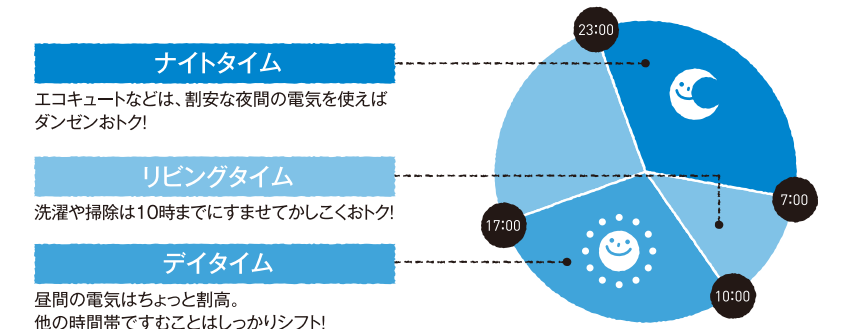 ナイトタイム
エコキュートなどは、割安な夜間の電気を使えば
ダンゼンおトク!
リビングタイム
洗濯や掃除は10時までにすませてかしこくおトク!
デイタイム
昼間の電気はちょっと割高。
他の時間帯ですむことはしっかりシフト!
23:00
7:00
17:00
10:00